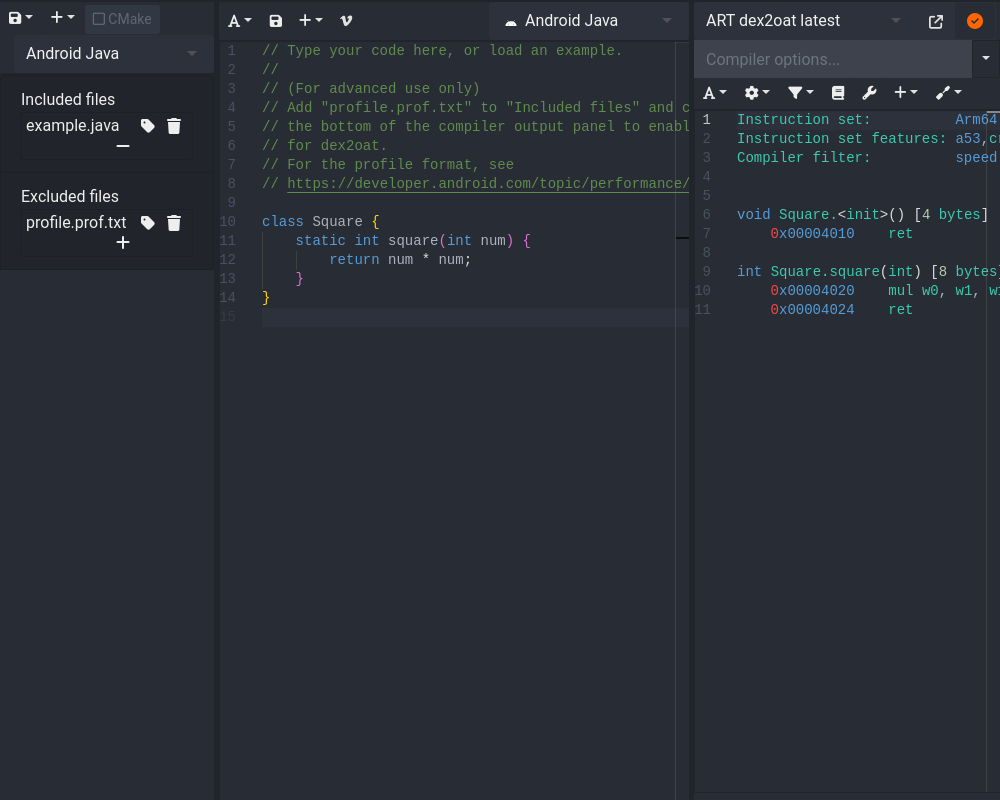 CMake
Android Java
Included files
example.java
Excluded files
profile.prof.txt
A
Android Java
1 // Type your code here, or load an example.
2 //
3 // (For advanced use only)
4 // Add "profile.prof.txt" to "Included files" and c
5 // the bottom of the compiler output panel to enabl
6 // for dex2oat.
7 // For the profile format, see
8 // https://developer.android.com/topic/performance/
9
10 class Square {
11 static int square(int num) {
12 return num * num;
13 }
14 }
15
ART dex2oat latest
Compiler options...
A
1 Instruction set: Arm64
2 Instruction set features: a53,cr
3 Compiler filter: speed
4
5
6 void Square.<init>() [4 bytes]
7 0x00004010 ret
8
9 int Square.square(int) [8 bytes]
10 0x00004020 mul w0, w1, w1
11 0x00004024 ret